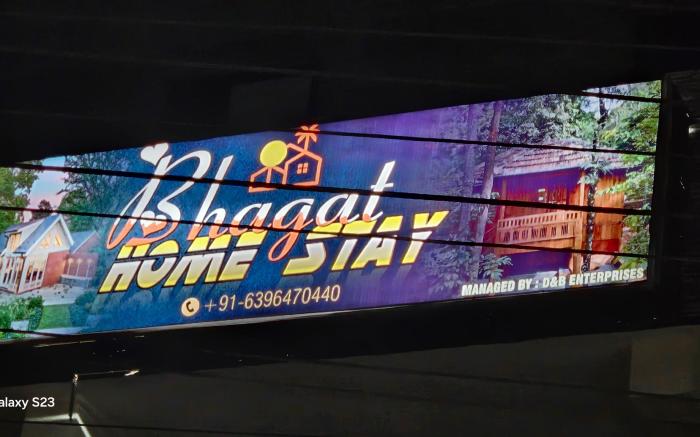 Bhagat
HOME STAY
+91-6396470440
MANAGED BY : D&B ENTERPRISES
alaxy S23